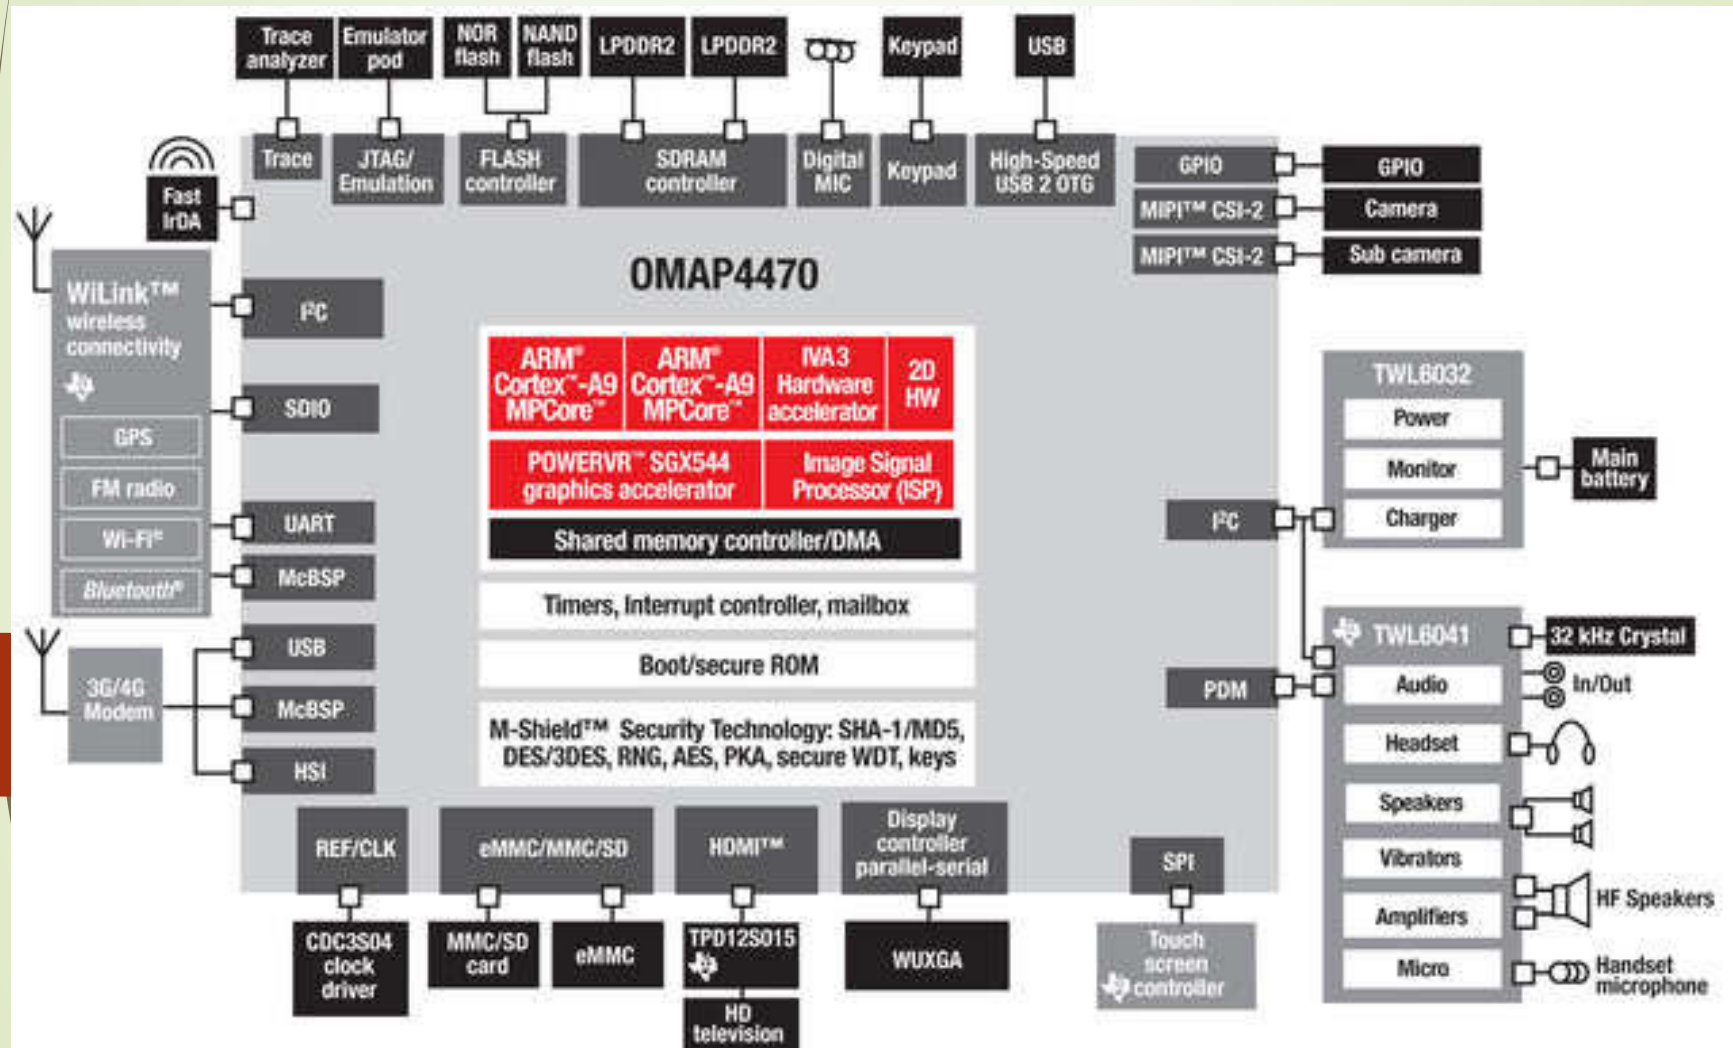 Trace
analyzer
Emulator
pod
NOR
flash
NAND
flash
LPDDR2
LPDDR2
Keypad
USB
Trace
JTAG/
Emulation
FLASH
controller
SDRAM
controller
Digital
MIC
Keypad
High-Speed
USB 2 OTG
GPIO
GPIO
MIPI™ CSI-2
Camera
MIPI™ CSI-2
Sub camera
Fast
IrDA
OMAP4470
WiLink™
wireless
connectivity
GPS
FM radio
Wi-Fi®
Bluetooth®
I²C
SDIO
UART
McBSP
3G/4G
Modem
USB
McBSP
HSI
ARM®
Cortex™-A9
MPCore™
ARM®
Cortex™-A9
MPCore™
IVA 3
Hardware
accelerator
2D
HW
POWERVR™ SGX544
graphics accelerator
Image Signal
Processor (ISP)
Shared memory controller/DMA
Timers, Interrupt controller, mailbox
Boot/secure ROM
M-Shield™ Security Technology: SHA-1/MD5,
DES/3DES, RNG, AES, PKA, secure WDT, keys
I²C
PDM
TWL6032
Power
Monitor
Charger
Main
battery
TWL6041
32 kHz Crystal
Audio
In/Out
Headset
Speakers
Vibrators
Amplifiers
HF Speakers
Micro
Handset
microphone
REF/CLK
eMMC/MMC/SD
HDMI™
Display
controller
parallel-serial
SPI
CDC3S04
clock
driver
MMC/SD
card
eMMC
TPD12S015
HD
television
WUXGA
Touch
screen
controller